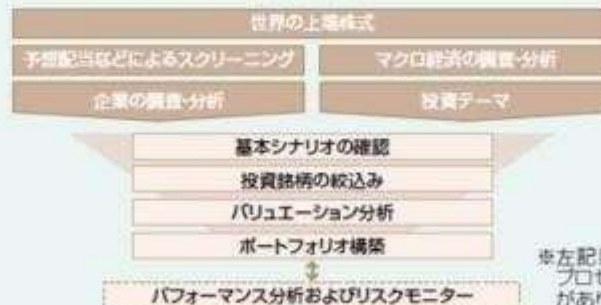 世界の上場株式
予想配当などによるスクリーニング
マクロ経済の調査・分析
企業の調査・分析
投資テーマ
基本シナリオの確認
投資銘柄の絞込み
バリュエーション分析
ポートフォリオ構築
パフォーマンス分析およびリスクモニター
※左記
プロセ
があり